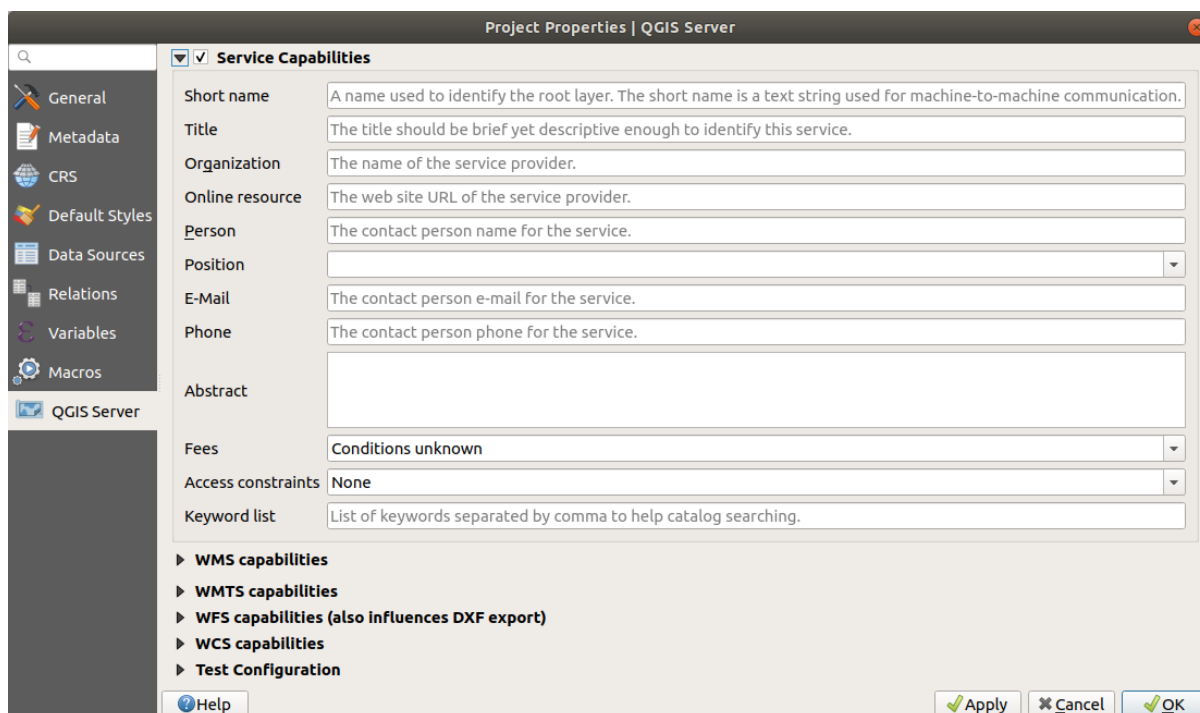 Project Properties | QGIS Server
General
Metadata
CRS
Default Styles
Data Sources
Relations
Variables
Macros
QGIS Server
Service Capabilities
Short name A name used to identify the root layer. The short name is a text string used for machine-to-machine communication.
Title The title should be brief yet descriptive enough to identify this service.
Organization The name of the service provider.
Online resource The web site URL of the service provider.
Person The contact person name for the service.
Position
E-Mail The contact person e-mail for the service.
Phone The contact person phone for the service.
Abstract
Fees Conditions unknown
Access constraints None
Keyword list List of keywords separated by comma to help catalog searching.
WMS capabilities
WMTS capabilities
WFS capabilities (also influences DXF export)
WCS capabilities
Test Configuration
Help Apply Cancel OK